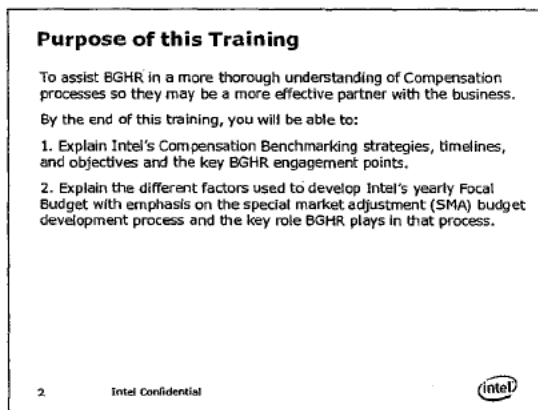 Purpose of this Training
To assist BGHR in a more thorough understanding of Compensation
processes so they may be a more effective partner with the business.
By the end of this training, you will be able to:
1. Explain Intel's Compensation Benchmarking strategies, timelines,
and objectives and the key BGHR engagement points.
2. Explain the different factors used to develop Intel's yearly Focal
Budget with emphasis on the special market adjustment (SMA) budget
development process and the key role BGHR plays in that process.
2 Intel Confidential intel